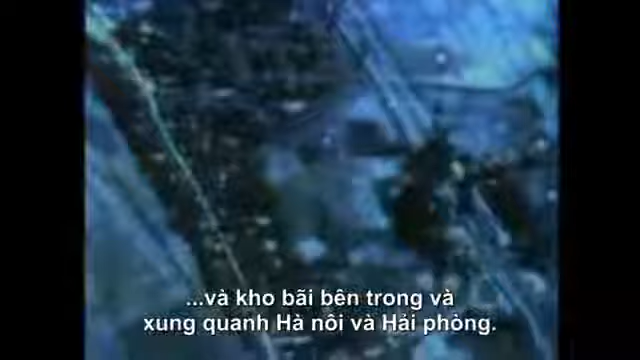 ...và kho bãi bên trong và
xung quanh Hà nôi và Hải phòng.